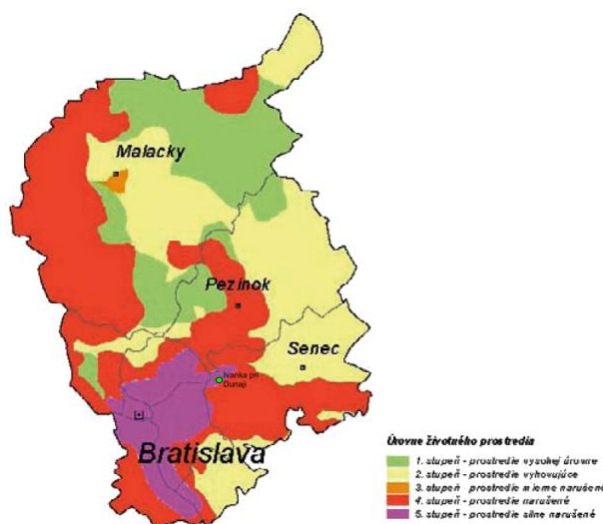 Malacky
Pezinok
Senec
Ivanka pri
Dunaji
Bratislava
Úrovne životného prostredia
1. stupeň - prostredie vysokej úrovne
2. stupeň - prostredie vyhovujúce
3. stupeň - prostredie mierne narušené
4. stupeň - prostredie narušené
5. stupeň - prostredie silne narušené